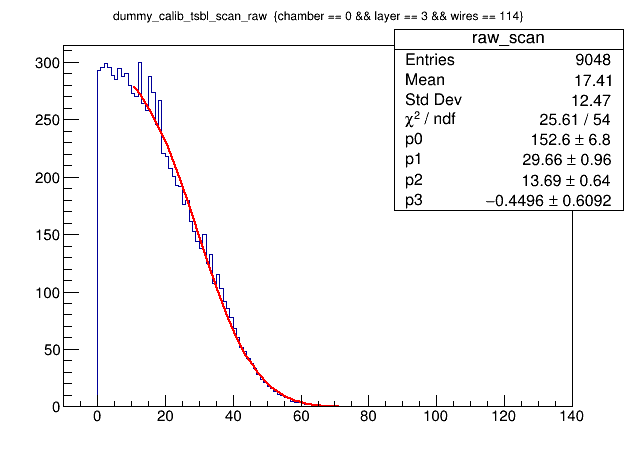 dummy_calib_tsbl_scan_raw {chamber == 0 && layer == 3 && wires == 114}
raw_scan
Entries 9048
Mean 17.41
Std Dev 12.47
χ² / ndf 25.61 / 54
p0 152.6 ± 6.8
p1 29.66 ± 0.96
p2 13.69 ± 0.64
p3 −0.4496 ± 0.6092
300
250
200
150
100
50
0
0 20 40 60 80 100 120 140